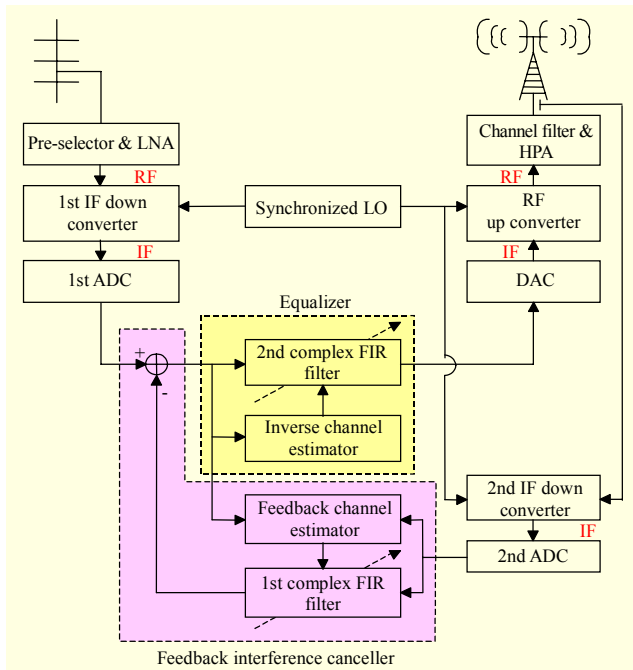 Pre-selector & LNA
RF
1st IF down
converter
IF
1st ADC
Synchronized LO
Channel filter &
HPA
RF
RF
up converter
IF
DAC
Equalizer
+
-
2nd complex FIR
filter
Inverse channel
estimator
Feedback channel
estimator
1st complex FIR
filter
2nd IF down
converter
IF
2nd ADC
Feedback interference canceller